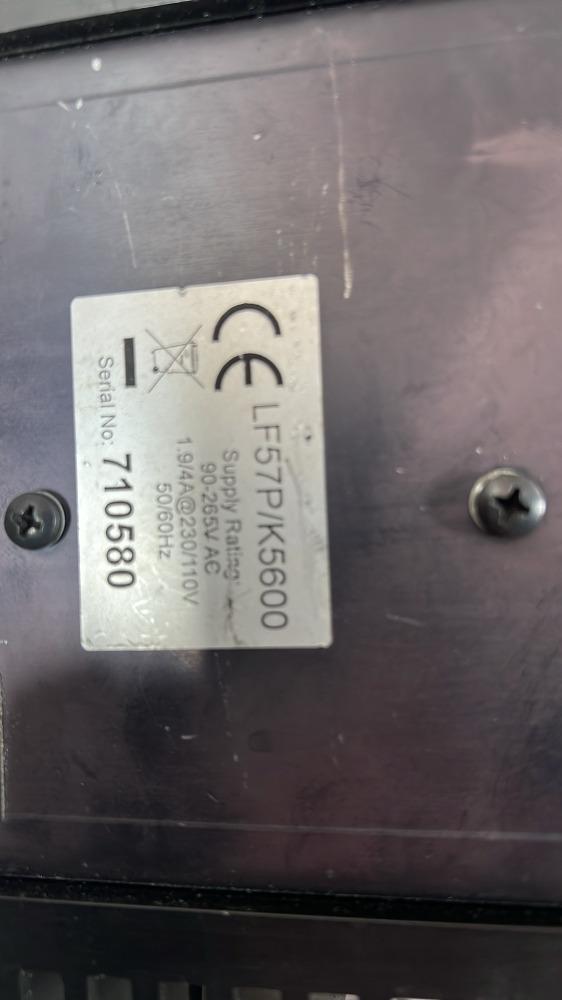 CE LF57P/K5600
Supply Rating:
90-265V AC
1.9/4A@230/110V
50/60Hz
Serial No: 710580